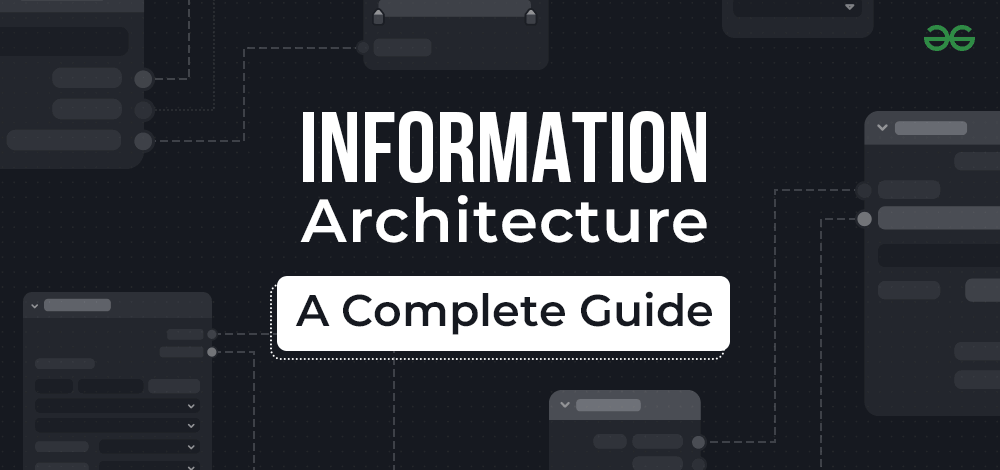 INFORMATION
Architecture
A Complete Guide